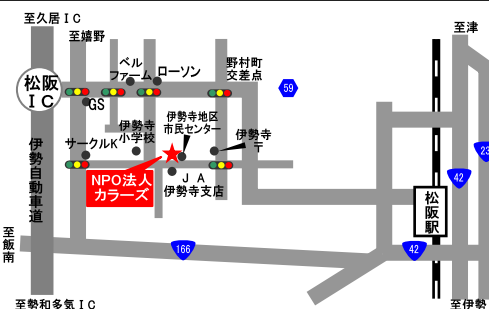 至久居ＩＣ
至嬉野
至津
ベル
ファーム
ローソン
野村町
交差点
松阪
ＩＣ
59
GS
伊勢寺
小学校
伊勢寺地区
市民センター
伊勢寺
〒
サークルK
伊勢自動車道
NPO法人
カラーズ
ＪＡ
伊勢寺支店
23
42
松阪駅
至飯南
166
42
至勢和多気ＩＣ
至伊勢